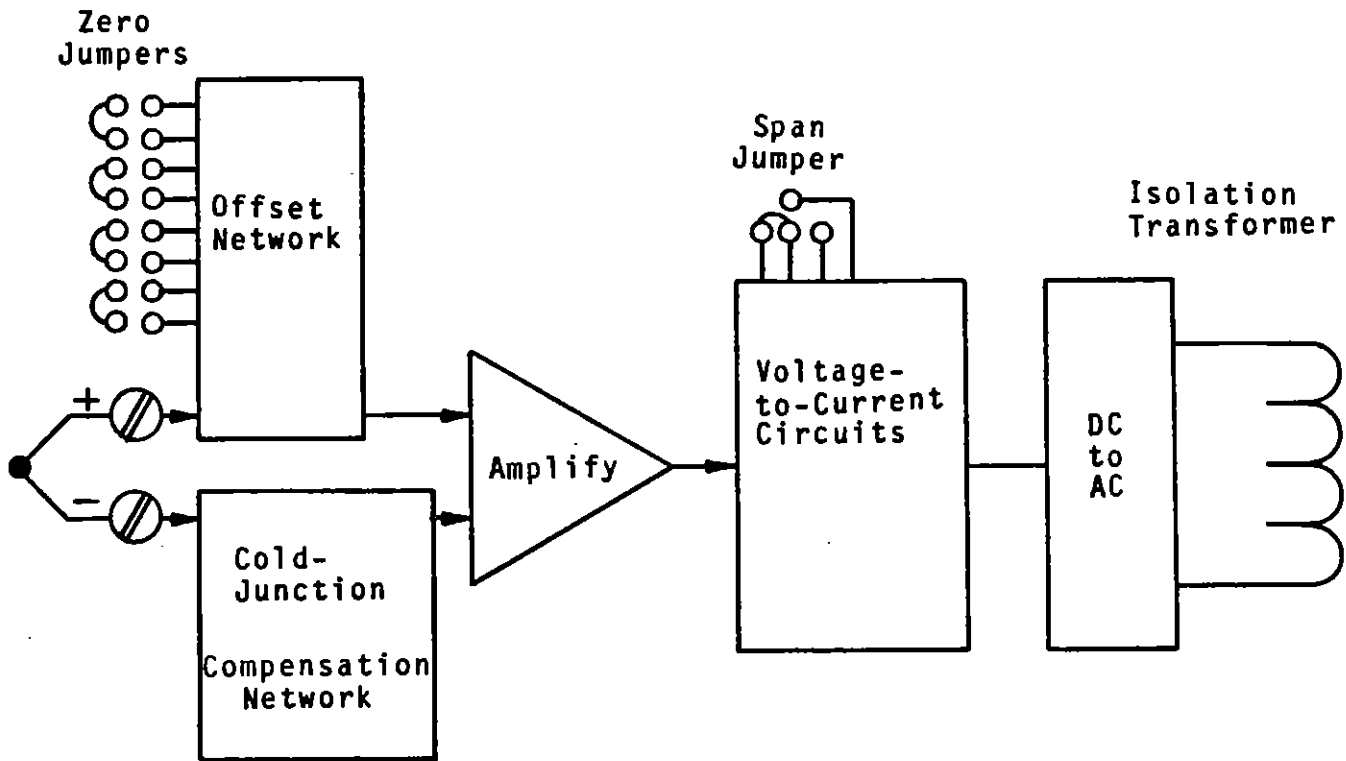 Zero
Jumpers
Offset
Network
+
-
Cold-
Junction
Compensation
Network
Amplify
Span
Jumper
Voltage-
to-Current
Circuits
DC
to
AC
Isolation
Transformer